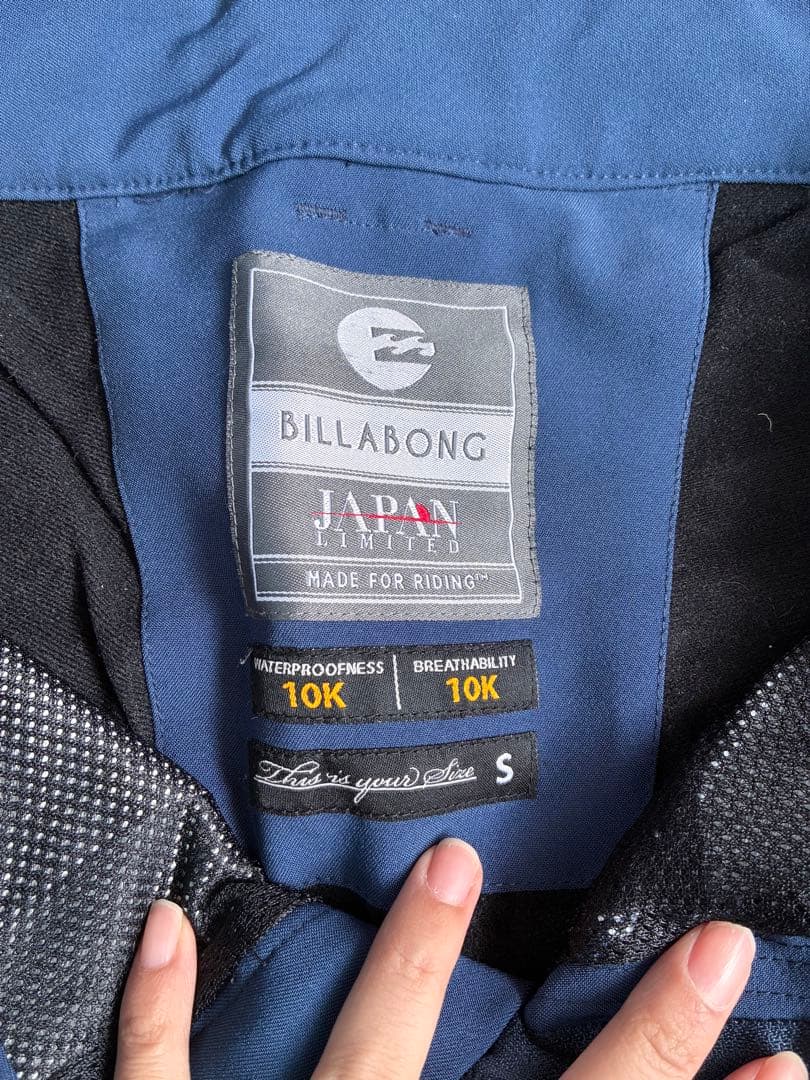 BILLABONG
JAPAN
LIMITED
MADE FOR RIDING™
WATERPROOFNESS
10K
BREATHABILITY
10K
This is your Size S